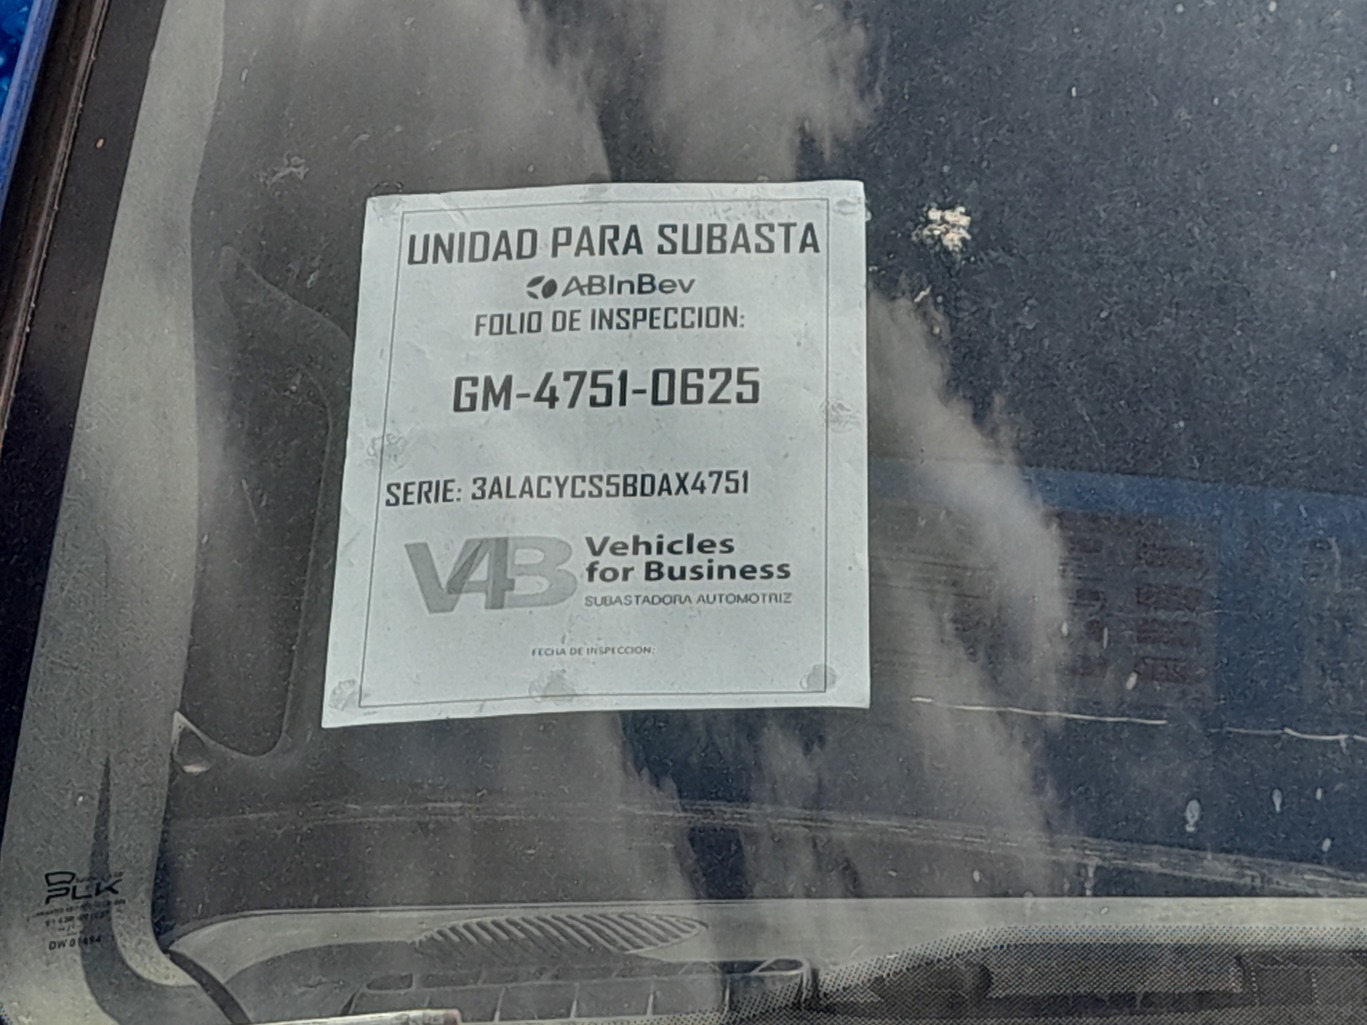 UNIDAD PARA SUBASTA
ABInBev
FOLIO DE INSPECCION:
GM-4751-0625
SERIE: 3ALACYCS5BDAX4751
V4B Vehicles
for Business
SUBASTADORA AUTOMOTRIZ
FECHA DE INSPECCION:
PLK